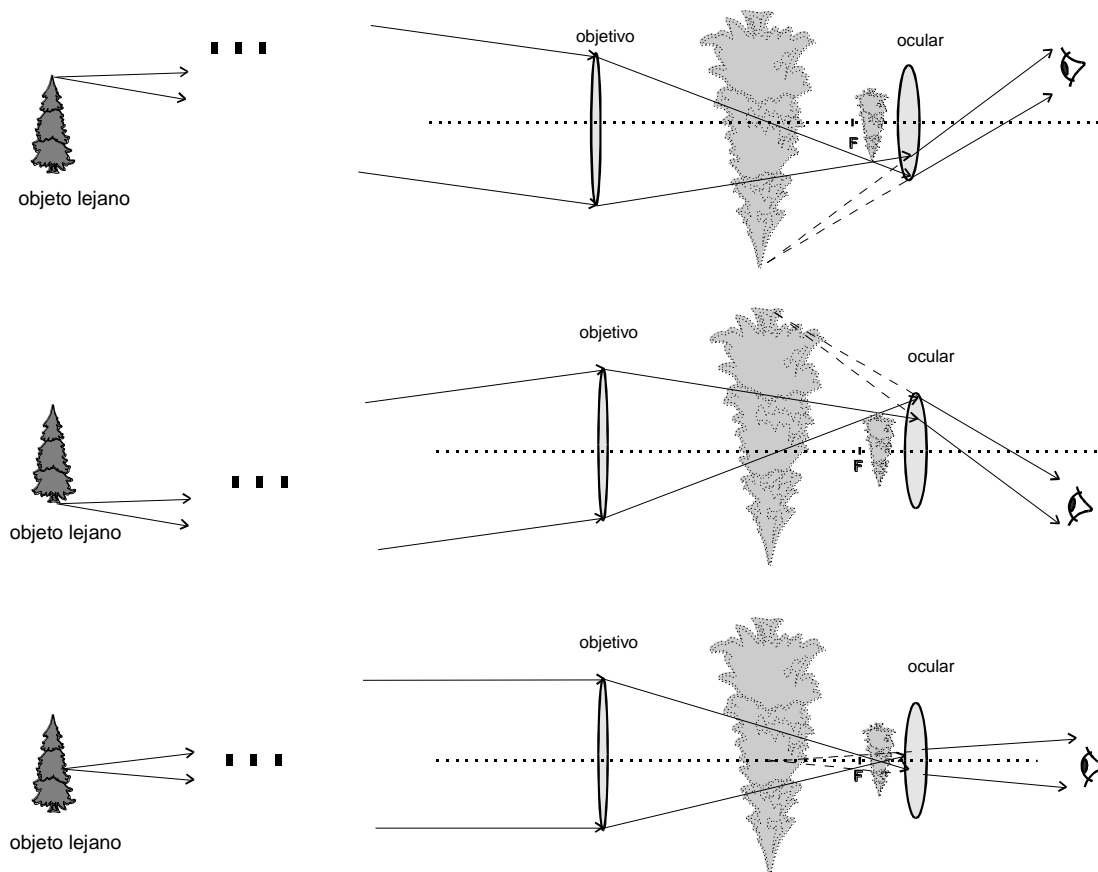 objetivo
ocular
F
objeto lejano
objetivo
ocular
F
objeto lejano
objetivo
ocular
F
objeto lejano